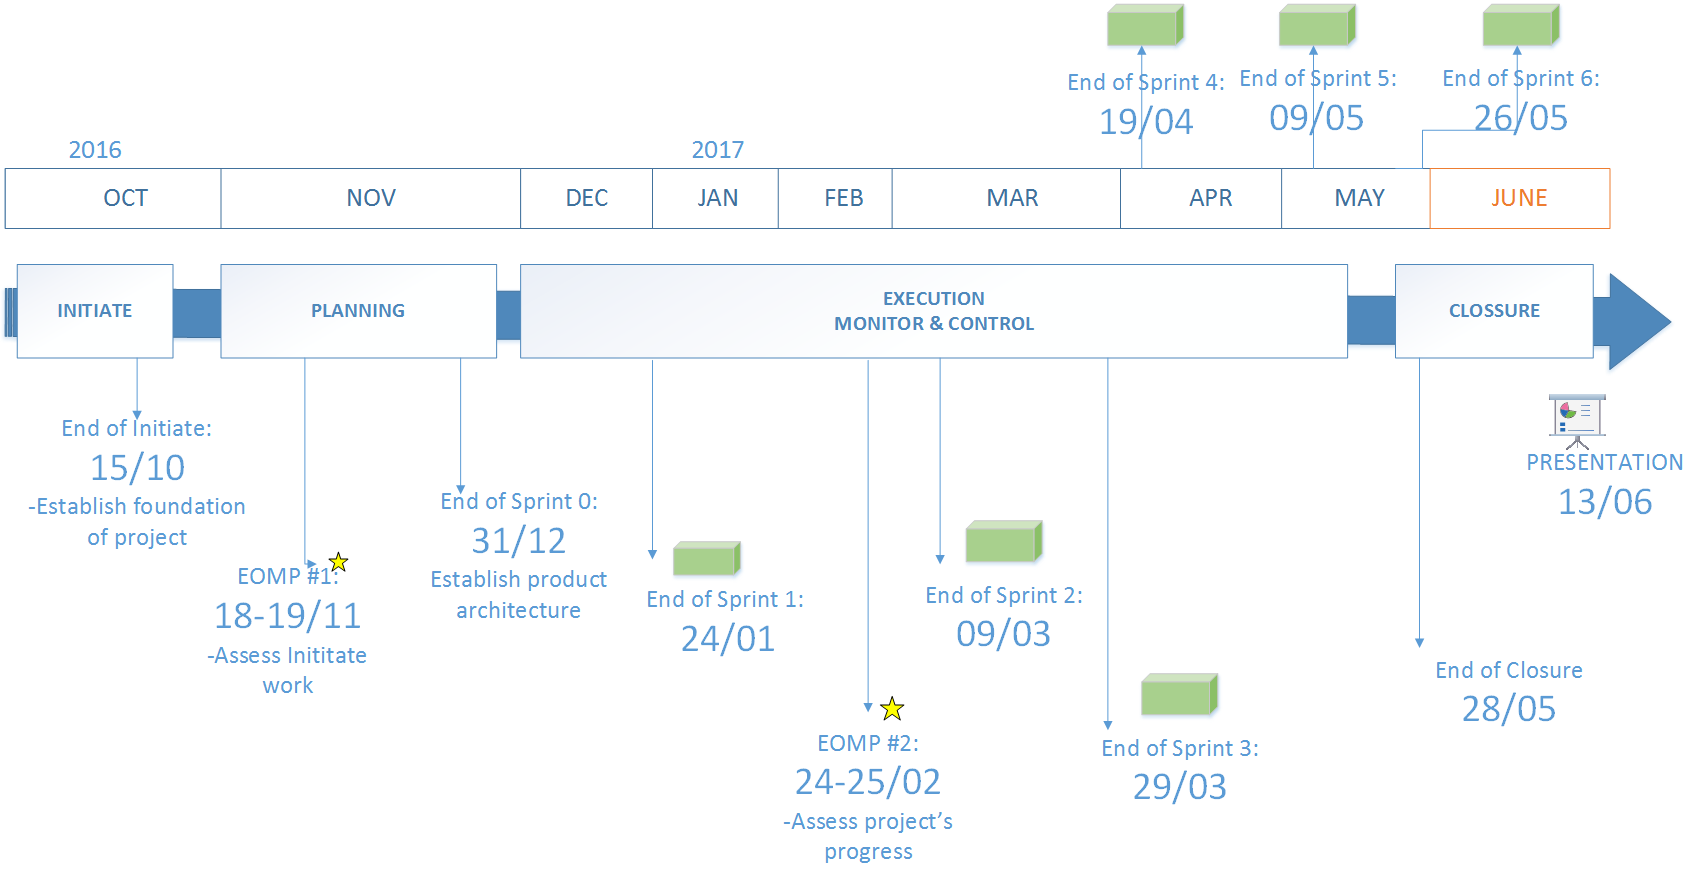 End of Sprint 4:
19/04
End of Sprint 5:
09/05
End of Sprint 6:
26/05
2016
2017
OCT
NOV
DEC
JAN
FEB
MAR
APR
MAY
JUNE
INITIATE
PLANNING
EXECUTION
MONITOR & CONTROL
CLOSSURE
End of Initiate:
15/10
-Establish foundation
of project
EOMP #1:
18-19/11
-Assess Inititate
work
End of Sprint 0:
31/12
Establish product
architecture
End of Sprint 1:
24/01
EOMP #2:
24-25/02
-Assess project’s
progress
End of Sprint 2:
09/03
End of Sprint 3:
29/03
End of Closure
28/05
PRESENTATION
13/06